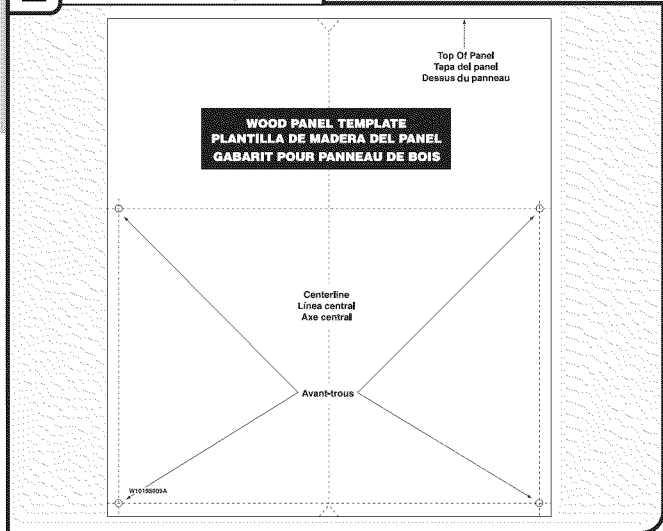 Top Of Panel
Tapa del panel
Dessus du panneau
WOOD PANEL TEMPLATE
PLANTILLA DE MADERA DEL PANEL
GABARIT POUR PANNEAU DE BOIS
Centerline
Línea central
Axe central
Avant-trous